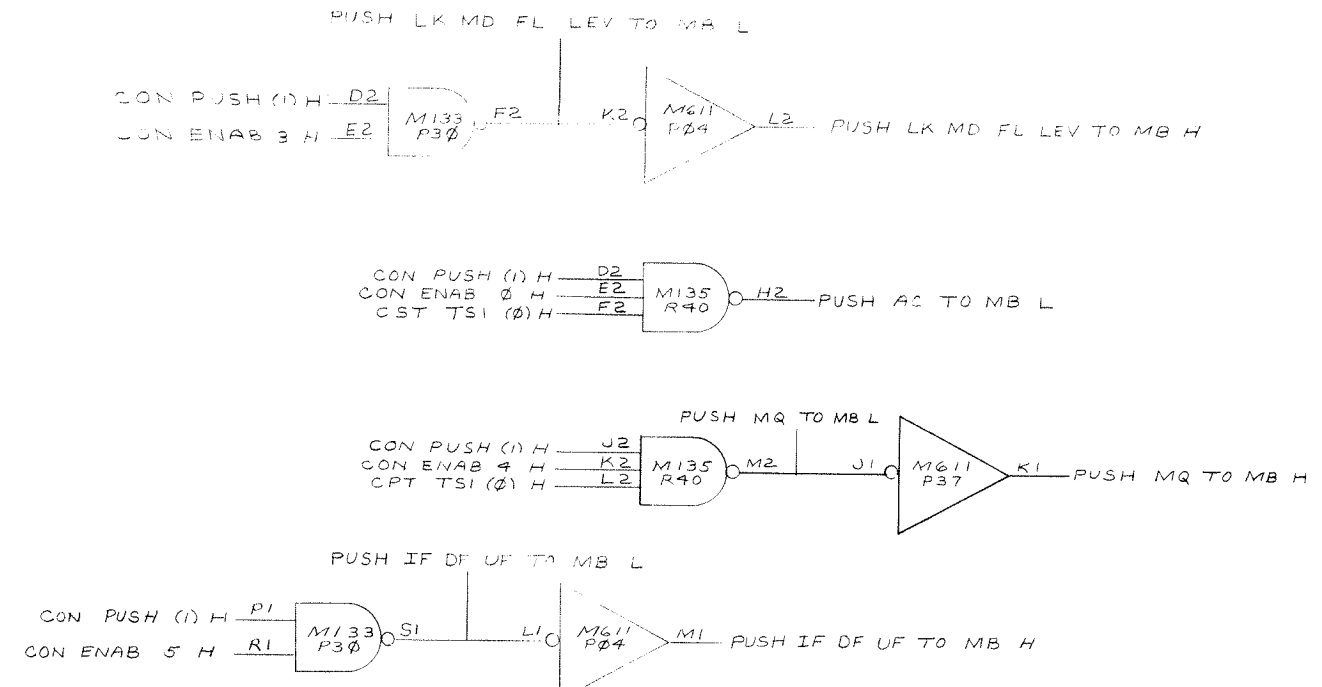 PUSH LK MD FL LEV TO MB L
CON PUSH (1) H D2
CON ENAB 3 H E2
M133
P3Ø
F2
K2
M611
PØ4
L2 PUSH LK MD FL LEV TO MB H
CON PUSH (1) H D2
CON ENAB Ø H E2
CST TS1 (Ø) H F2
M135
R40
H2 PUSH AC TO MB L
PUSH MQ TO MB L
CON PUSH (1) H J2
CON ENAB 4 H K2
CPT TS1 (Ø) H L2
M135
R40
M2
J1
M611
P37
K1 PUSH MQ TO MB H
PUSH IF DF UF TO MB L
CON PUSH (1) H P1
CON ENAB 5 H R1
M133
P3Ø
S1
L1
M611
PØ4
M1 PUSH IF DF UF TO MB H